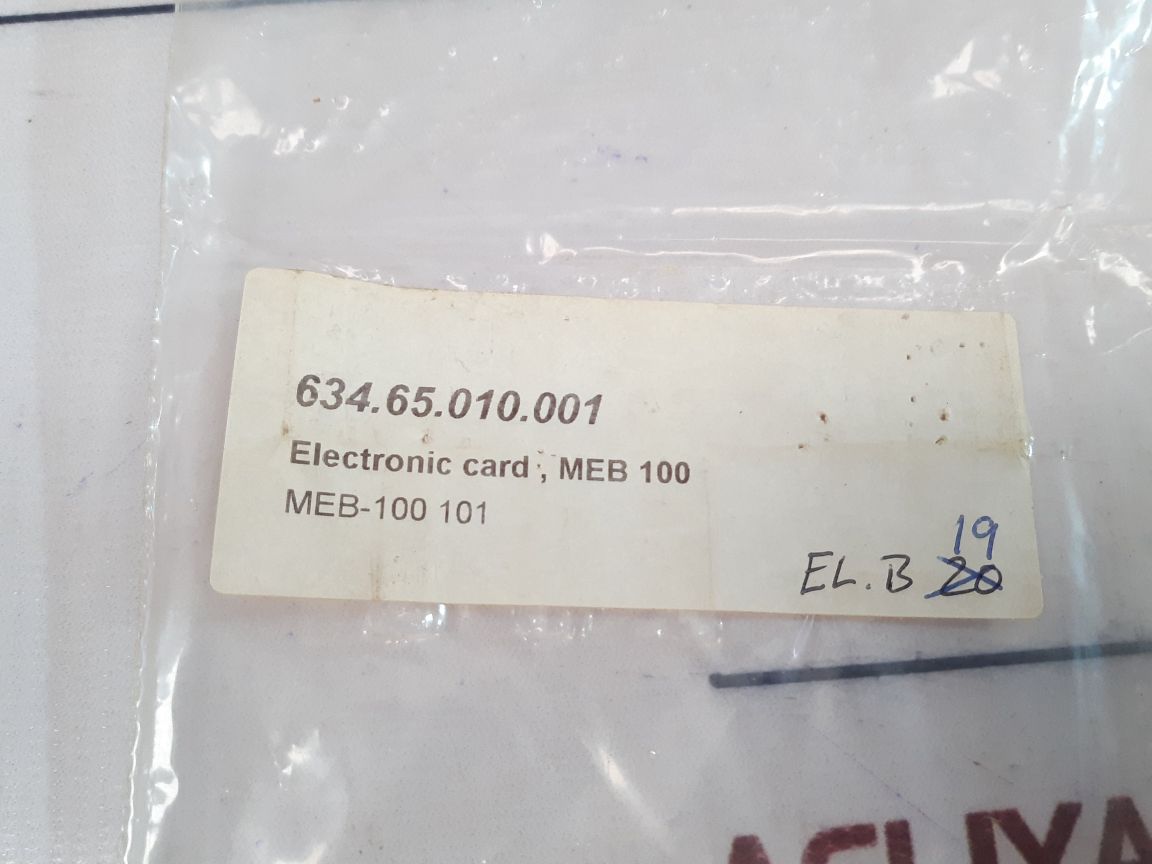 634.65.010.001
Electronic card , MEB 100
MEB-100 101
19
EL.B 20